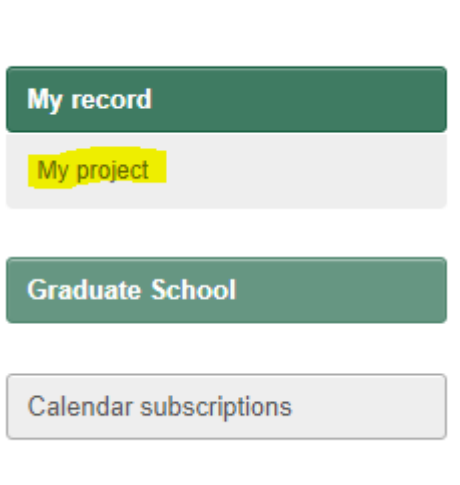 My record
My project
Graduate School
Calendar subscriptions